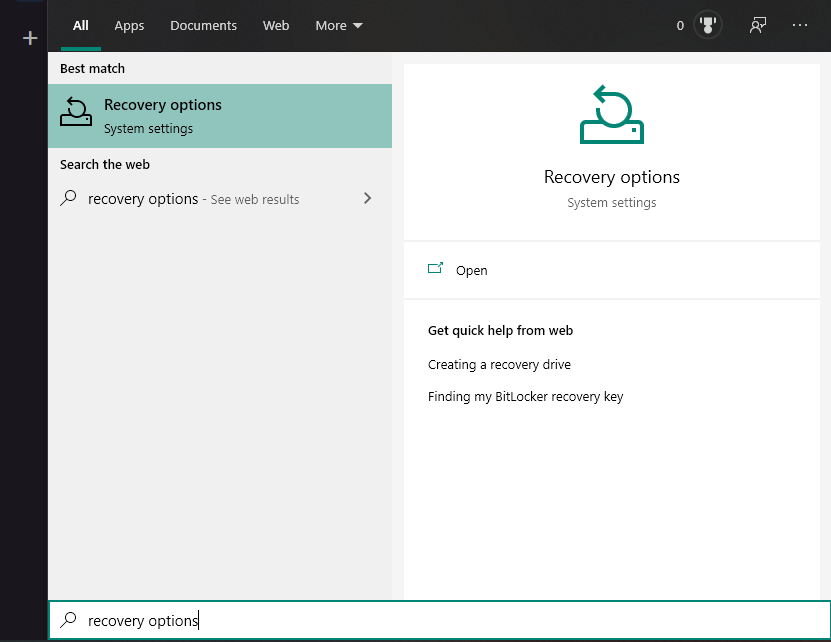 All Apps Documents Web More 0 ...
Best match
Recovery options
System settings
Search the web
recovery options - See web results
Recovery options
System settings
Open
Get quick help from web
Creating a recovery drive
Finding my BitLocker recovery key
recovery options